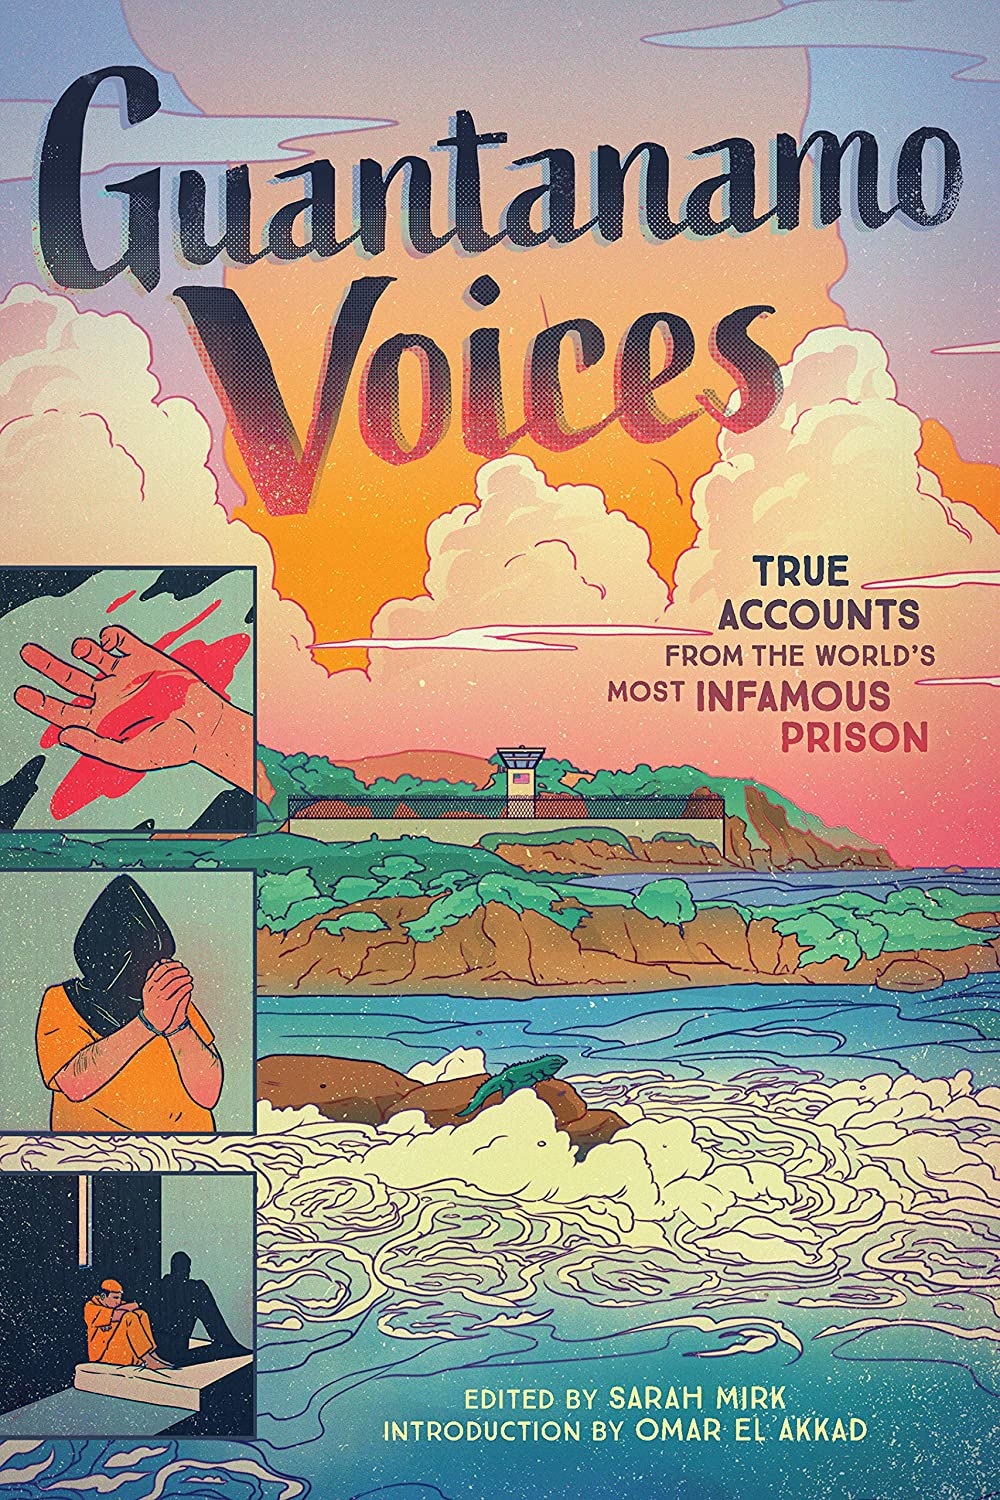 Guantanamo
Voices
TRUE
ACCOUNTS
FROM THE WORLD'S
MOST INFAMOUS
PRISON
EDITED BY SARAH MIRK
INTRODUCTION BY OMAR EL AKKAD